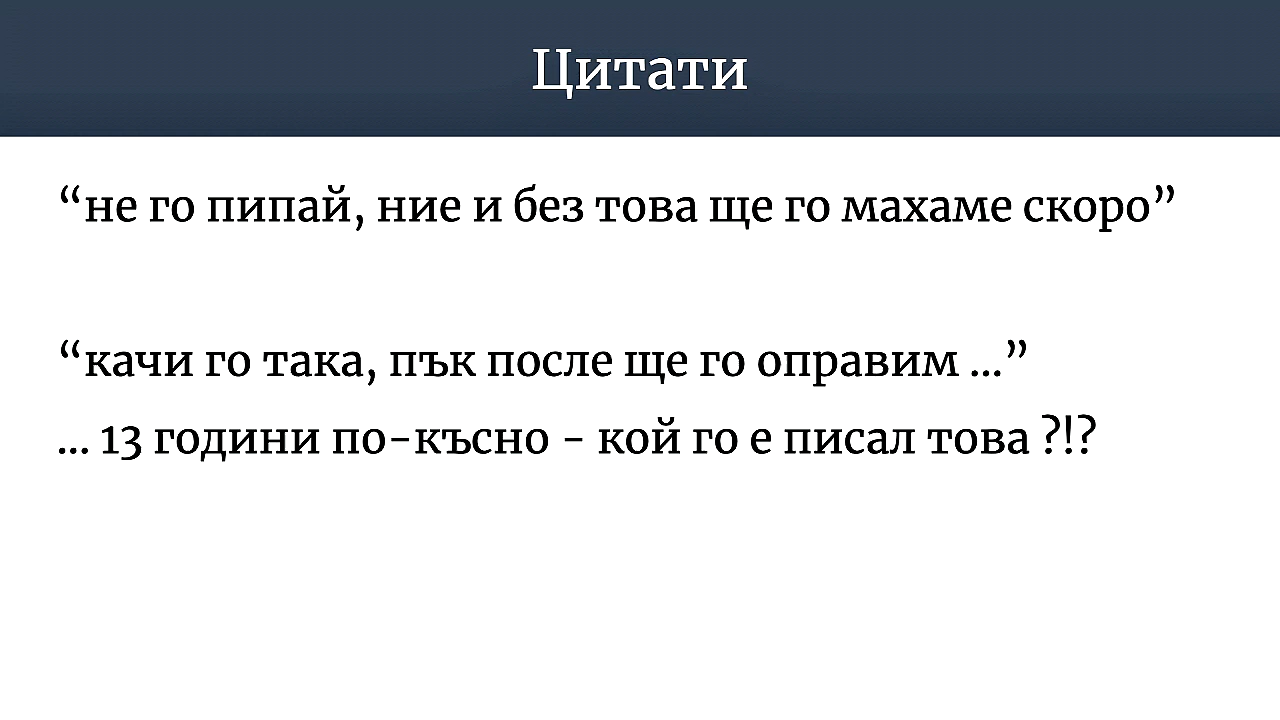 Цитати
“не го пипай, ние и без това ще го махаме скоро”
“качи го така, пък после ще го оправим ...”
... 13 години по-късно - кой го е писал това ?!?